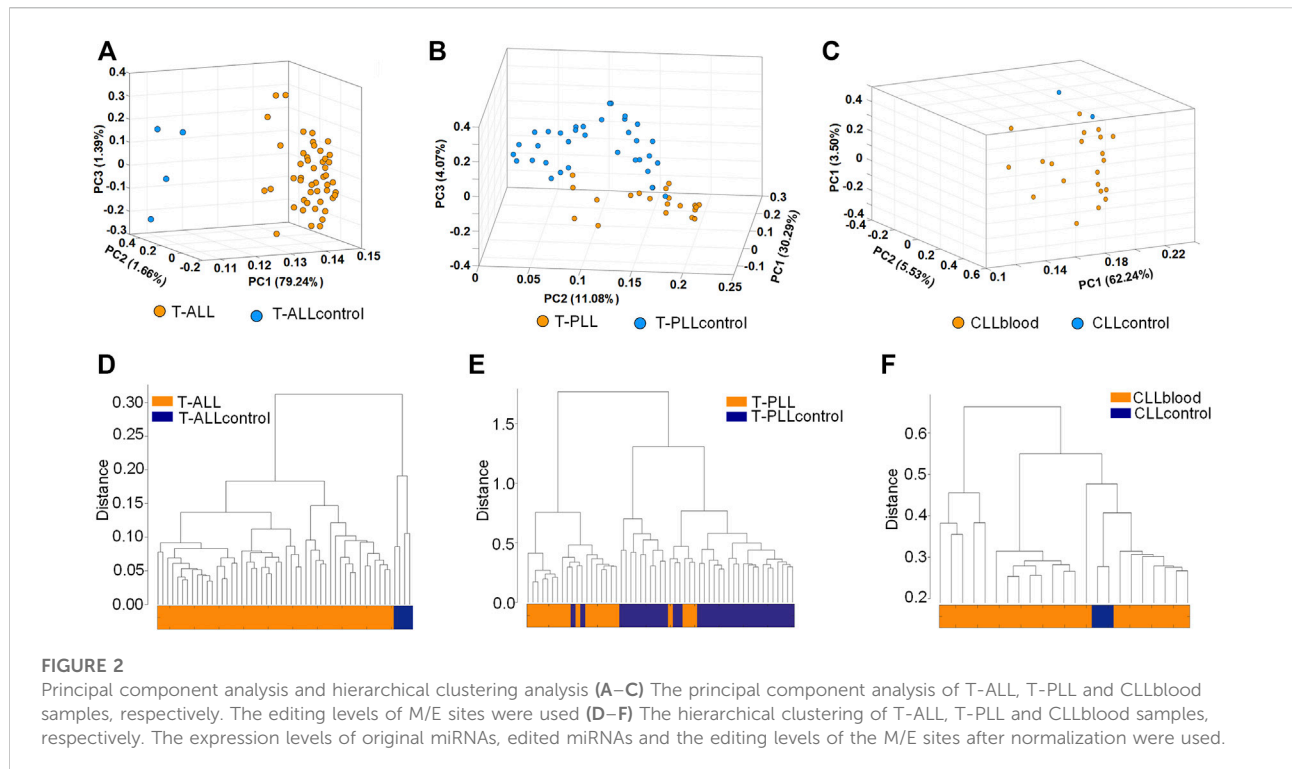 A
0.4
0.3
0.2
0.1
0
-0.1
-0.2
-0.3
PC3 (1.39%)
0.4
0.2
0
-0.2
PC2 (1.66%)
0.11
0.12
0.13
0.14
0.15
PC1 (79.24%)
T-ALL
T-ALLcontrol
B
0.4
0.2
0
-0.2
-0.4
PC3 (4.07%)
0
0.05
0.1
0.15
0.2
0.25
PC2 (11.08%)
0.3
0.2
0.1
0
-0.1
PC1 (30.29%)
T-PLL
T-PLLcontrol
C
0.4
0.2
0
-0.2
-0.4
PC1 (3.50%)
-0.4
-0.2
0
0.2
0.4
0.6
PC2 (5.53%)
0.1
0.14
0.18
0.22
PC1 (62.24%)
CLLblood
CLLcontrol
D
T-ALL
T-ALLcontrol
0.30
0.25
0.20
0.15
0.10
0.05
0.00
Distance
E
T-PLL
T-PLLcontrol
1.5
1.0
0.5
0.0
Distance
F
CLLblood
CLLcontrol
0.6
0.5
0.4
0.3
0.2
Distance
FIGURE 2
Principal component analysis and hierarchical clustering analysis (A–C) The principal component analysis of T-ALL, T-PLL and CLLblood
samples, respectively. The editing levels of M/E sites were used (D–F) The hierarchical clustering of T-ALL, T-PLL and CLLblood samples,
respectively. The expression levels of original miRNAs, edited miRNAs and the editing levels of the M/E sites after normalization were used.